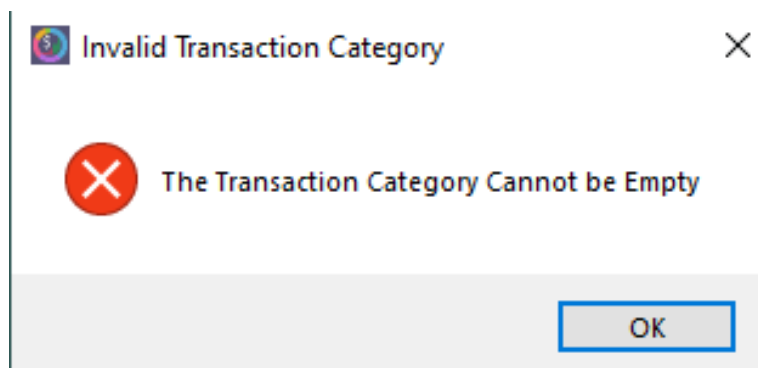 Invalid Transaction Category
The Transaction Category Cannot be Empty
OK